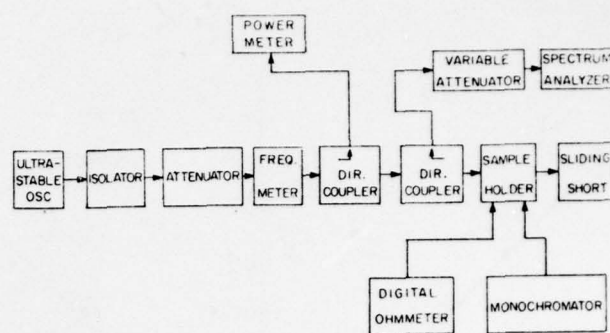 POWER
METER
VARIABLE
ATTENUATOR
SPECTRUM
ANALYZER
ULTRA-
STABLE
OSC
ISOLATOR
ATTENUATOR
FREQ.
METER
DIR.
COUPLER
DIR.
COUPLER
SAMPLE
HOLDER
SLIDING
SHORT
DIGITAL
OHMMETER
MONOCHROMATOR